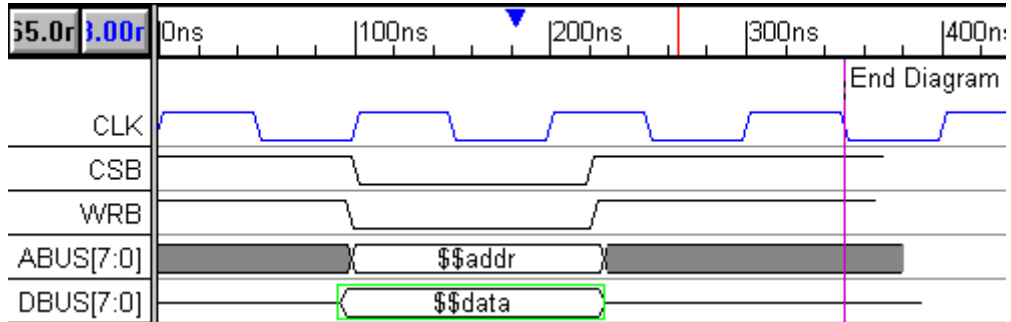 55.0r 3.00r 0ns 100ns 200ns 300ns 400n
End Diagram
CLK
CSB
WRB
ABUS[7:0] $$addr
DBUS[7:0] $$data